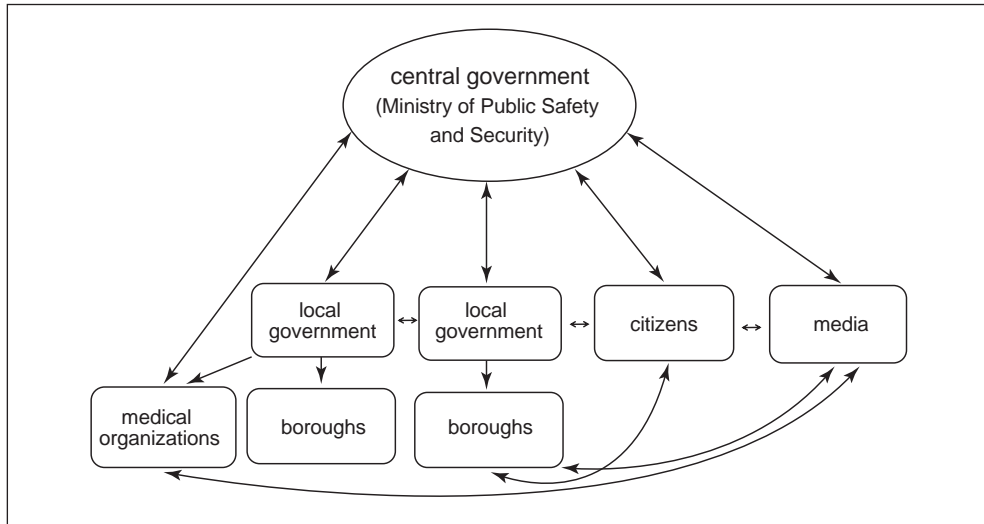 central government
(Ministry of Public Safety
and Security)
local
government
local
government
citizens
media
medical
organizations
boroughs
boroughs